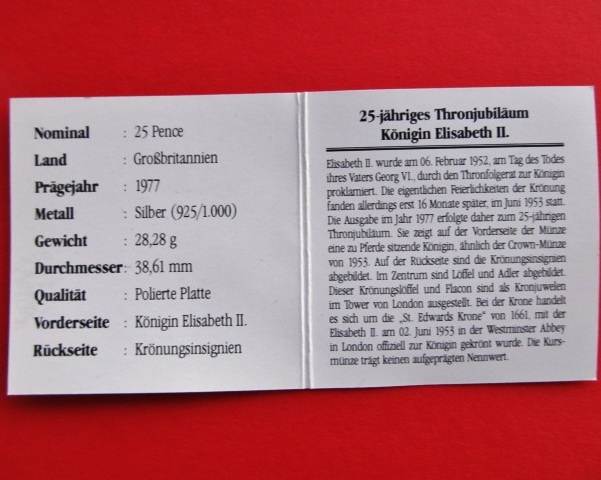 Nominal : 25 Pence
Land : Großbritannien
Prägejahr : 1977
Metall : Silber (925/1.000)
Gewicht : 28,28 g
Durchmesser : 38,61 mm
Qualität : Polierte Platte
Vorderseite : Königin Elisabeth II.
Rückseite : Krönungsinsignien
25-jähriges Thronjubiläum
Königin Elisabeth II.
Elisabeth II. wurde am 06. Februar 1952, am Tag des Todes
ihres Vaters Georg VI., durch den Thronfolgerat zur Königin
proklamiert. Die eigentlichen Feierlichkeiten der Krönung
fanden allerdings erst 16 Monate später, im Juni 1953 statt.
Die Ausgabe im Jahr 1977 erfolgte daher zum 25-jährigen
Thronjubiläum. Sie zeigt auf der Vorderseite der Münze
eine zu Pferde sitzende Königin, ähnlich der Crown-Münze
von 1953. Auf der Rückseite sind die Krönungsinsignien
abgebildet. Im Zentrum sind Löffel und Adler abgebildet.
Dieser Krönungslöffel und Flacon sind als Kronjuwelen
im Tower von London ausgestellt. Bei der Krone handelt
es sich um die „St. Edwards Krone" von 1661, mit der
Elisabeth II. am 02. Juni 1953 in der Westminster Abbey
in London offiziell zur Königin gekrönt wurde. Die Kurs-
münze trägt keinen aufgeprägten Nennwert.